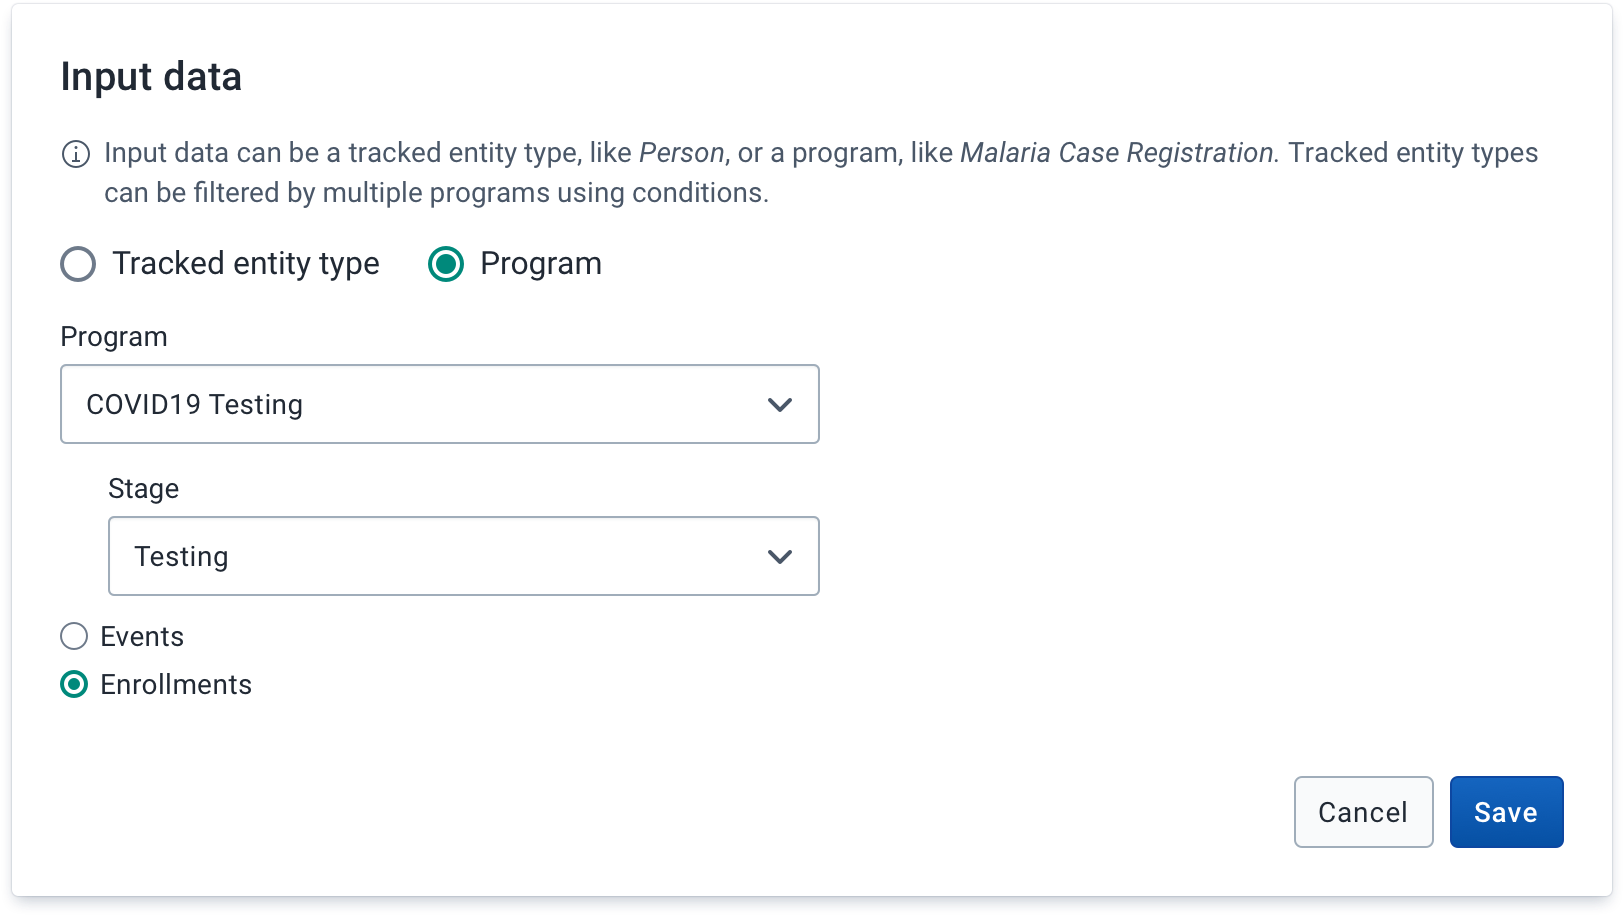 Input data
Input data can be a tracked entity type, like Person, or a program, like Malaria Case Registration. Tracked entity types
can be filtered by multiple programs using conditions.
Tracked entity type Program
Program
COVID19 Testing
Stage
Testing
Events
Enrollments
Cancel Save